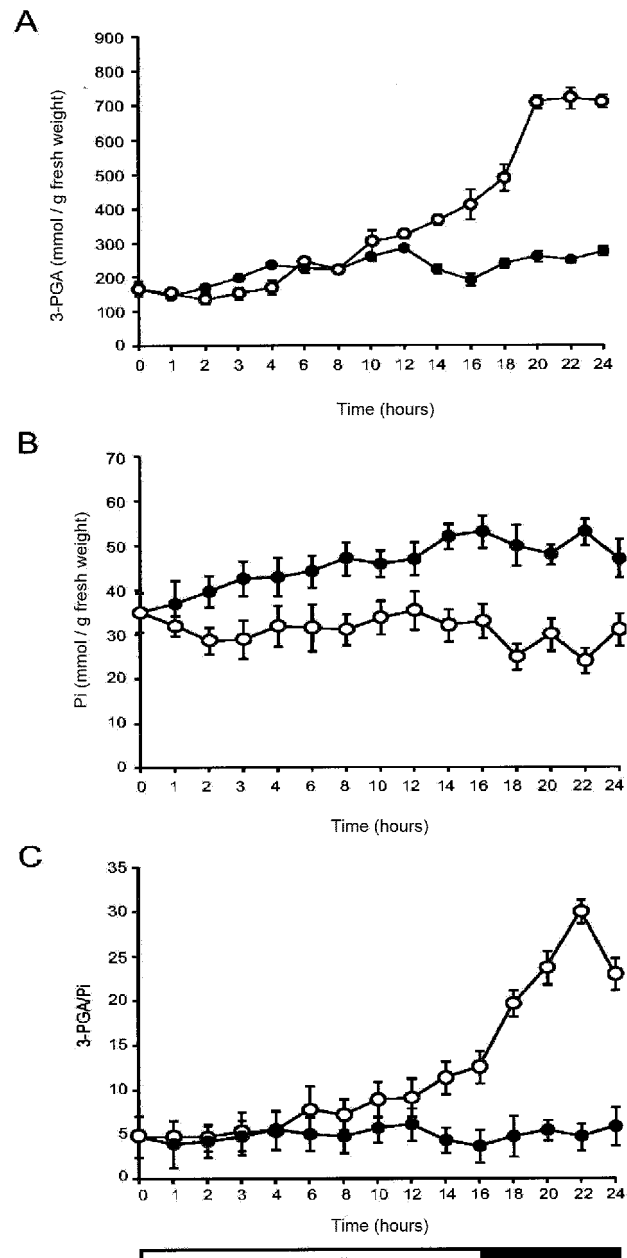 A
900
800
700
600
500
400
300
200
100
0
3-PGA (mmol / g fresh weight)
0 1 2 3 4 6 8 10 12 14 16 18 20 22 24
Time (hours)
B
70
60
50
40
30
20
10
0
Pi (mmol / g fresh weight)
0 1 2 3 4 6 8 10 12 14 16 18 20 22 24
Time (hours)
C
35
30
25
20
15
10
5
0
3-PGA/Pi
0 1 2 3 4 6 8 10 12 14 16 18 20 22 24
Time (hours)